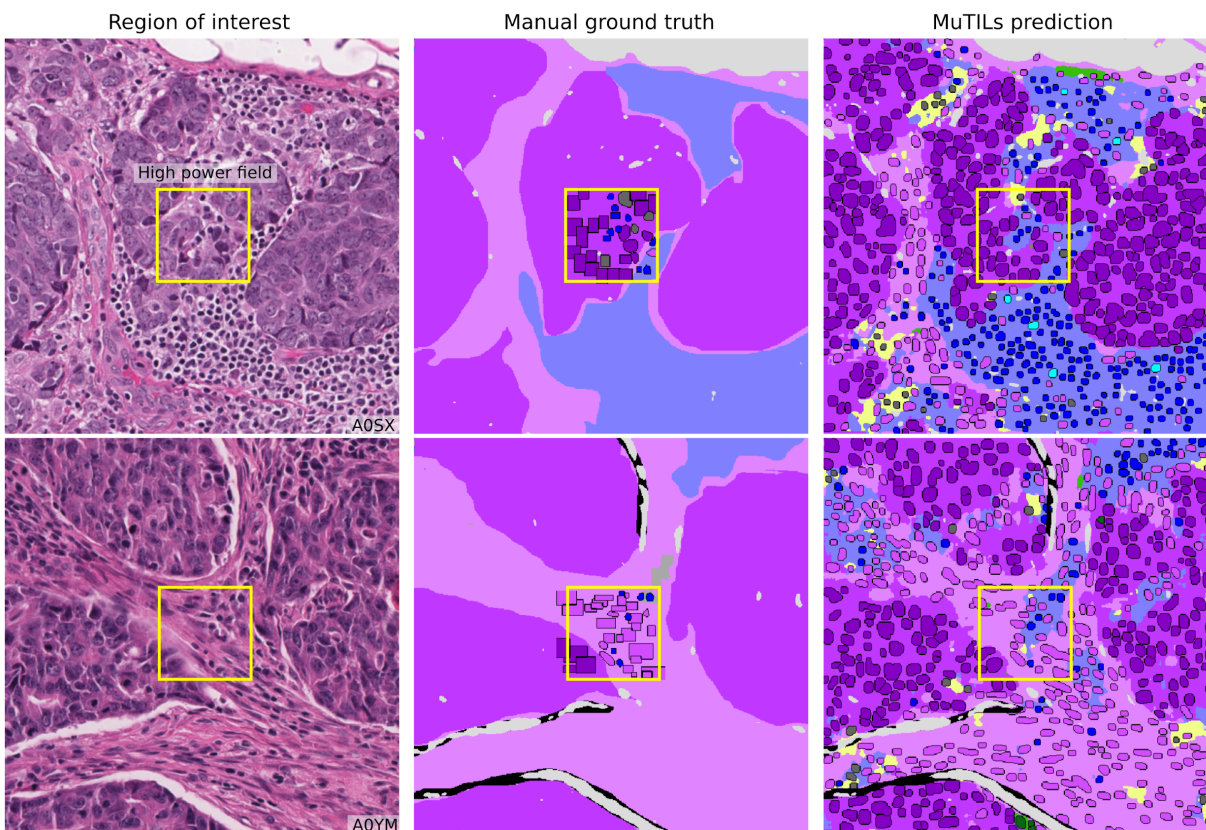 Region of interest
Manual ground truth
MuTILs prediction
High power field
A0SX
A0YM